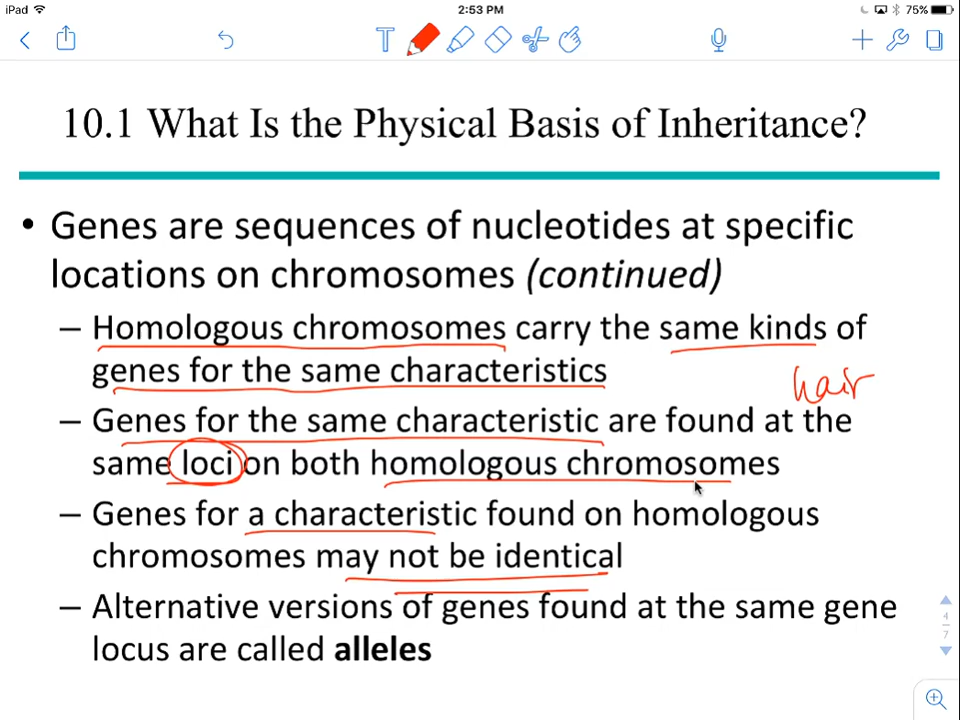 iPad
2:53 PM
75%
T
10.1 What Is the Physical Basis of Inheritance?
• Genes are sequences of nucleotides at specific
locations on chromosomes (continued)
– Homologous chromosomes carry the same kinds of
genes for the same characteristics
hair
– Genes for the same characteristic are found at the
same loci on both homologous chromosomes
– Genes for a characteristic found on homologous
chromosomes may not be identical
– Alternative versions of genes found at the same gene
locus are called alleles
4
7